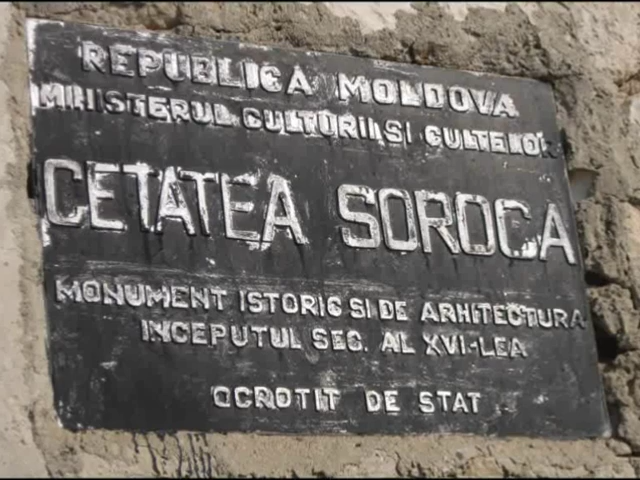 REPUBLICA MOLDOVA
MINISTERUL CULTURII SI CULTELOR
CETATEA SOROCA
MONUMENT ISTORIC SI DE ARHITECTURA
INCEPUTUL SEC. AL XVI-LEA
OCROTIT DE STAT